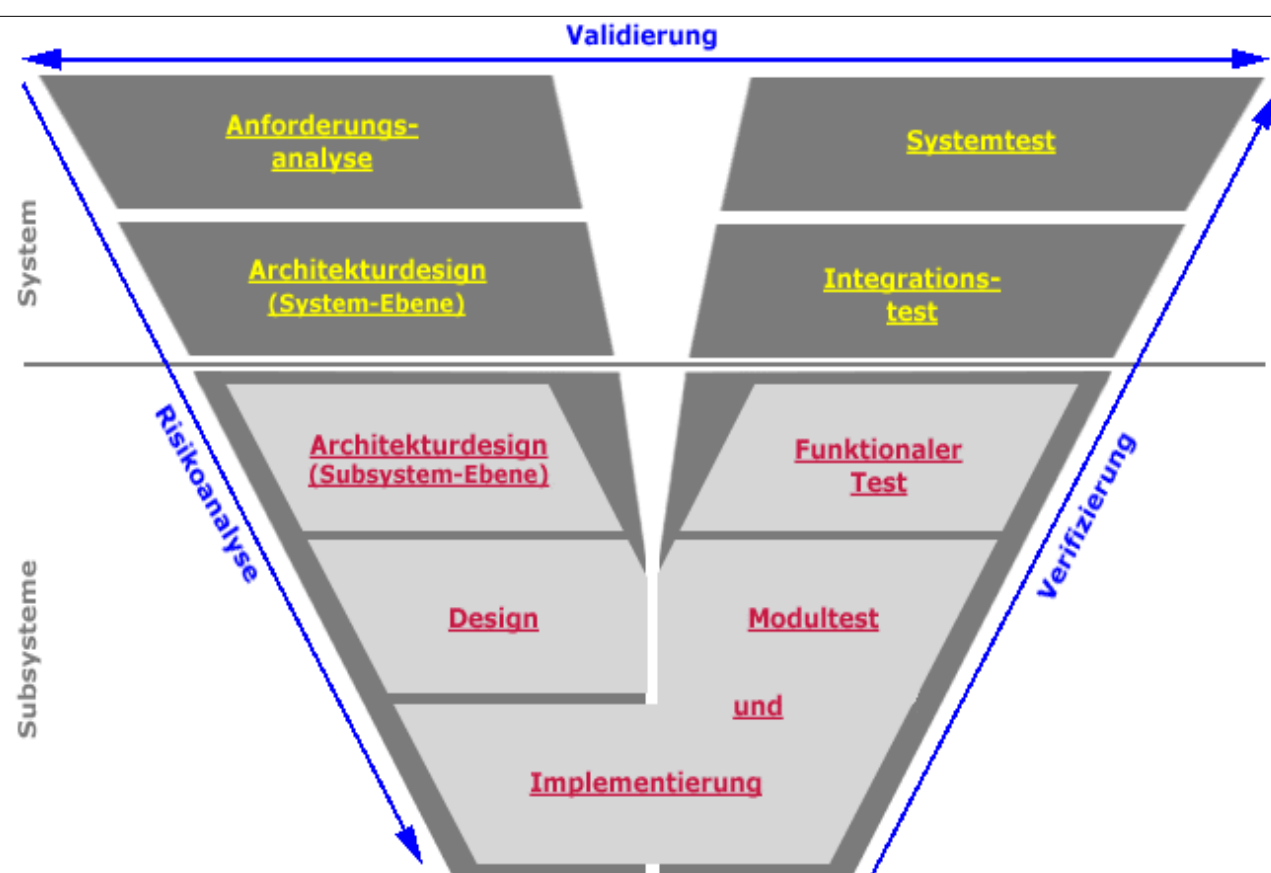 Validierung
Anforderungs-
analyse
Systemtest
System
Architekturdesign
(System-Ebene)
Integrations-
test
Risikoanalyse
Architekturdesign
(Subsystem-Ebene)
Funktionaler
Test
Verifizierung
Subsysteme
Design
Modultest
und
Implementierung